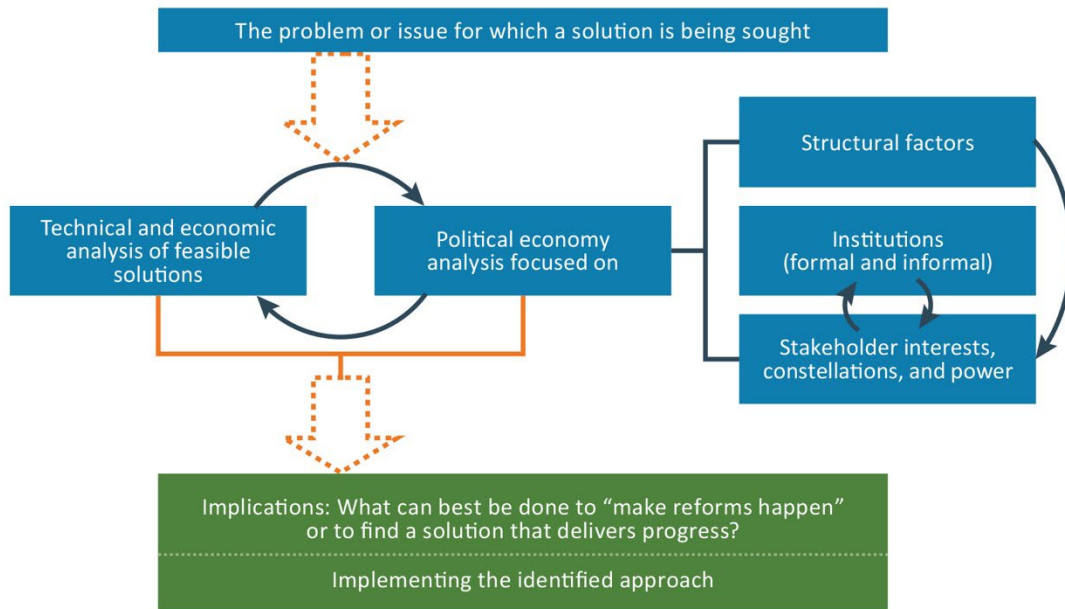 The problem or issue for which a solution is being sought
Technical and economic
analysis of feasible
solutions
Political economy
analysis focused on
Structural factors
Institutions
(formal and informal)
Stakeholder interests,
constellations, and power
Implications: What can best be done to “make reforms happen”
or to find a solution that delivers progress?
Implementing the identified approach